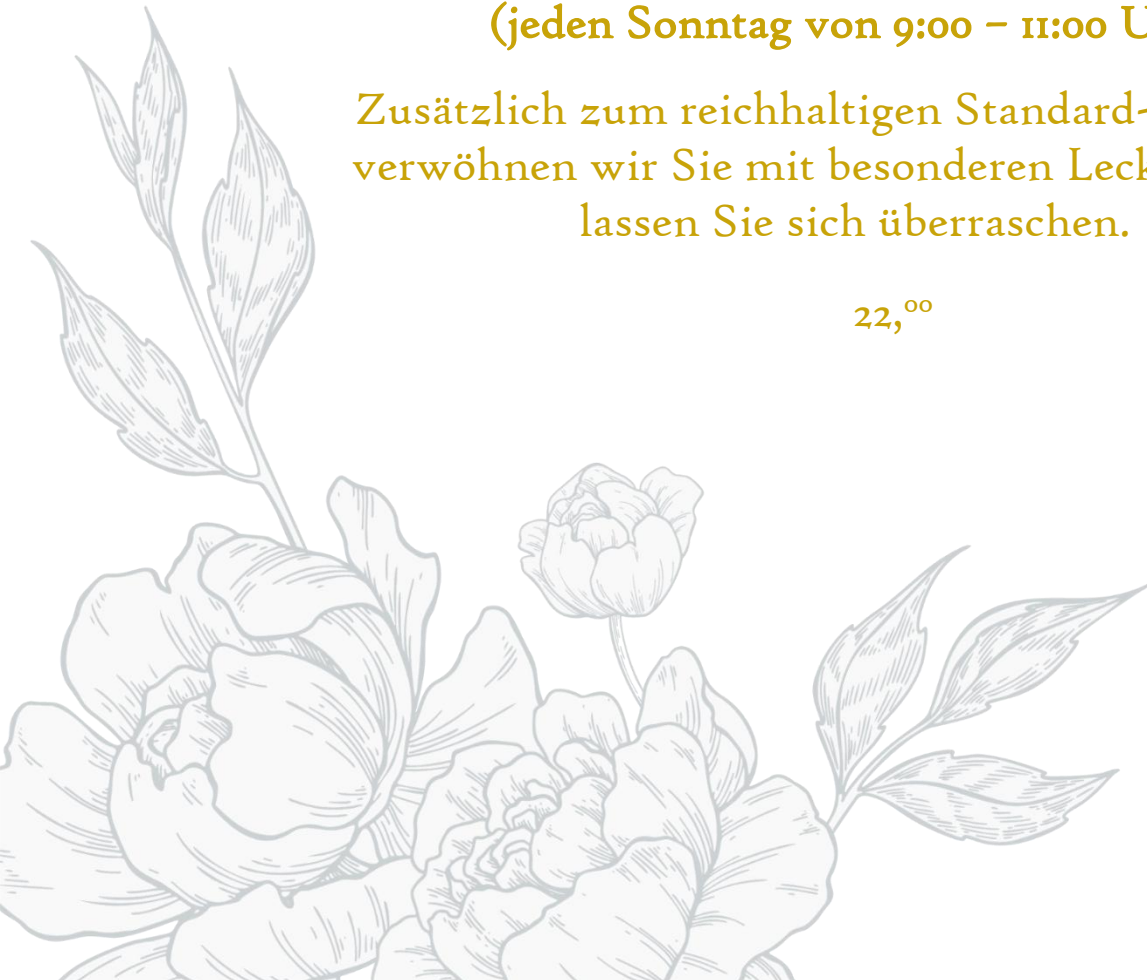 (jeden Sonntag von 9:00 – 11:00
Zusätzlich zum reichhaltigen Standard-
verwöhnen wir Sie mit besonderen
lassen Sie sich überraschen.
22,⁰⁰